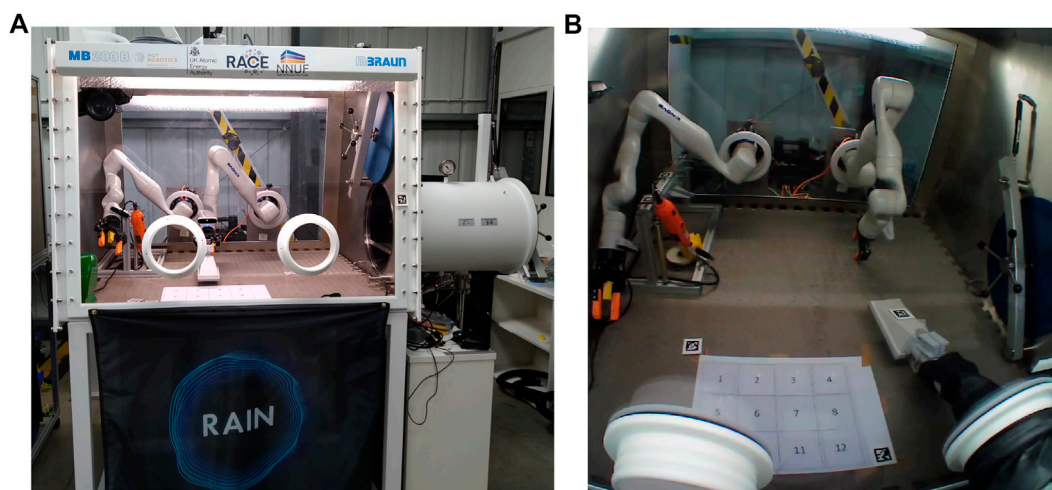 A
MB200B
HOT
ROBOTICS
UK Atomic
Energy
Authority
RACE
NNUF
MBRAUN
RAIN
B
1 2 3 4
5 6 7 8
11 12